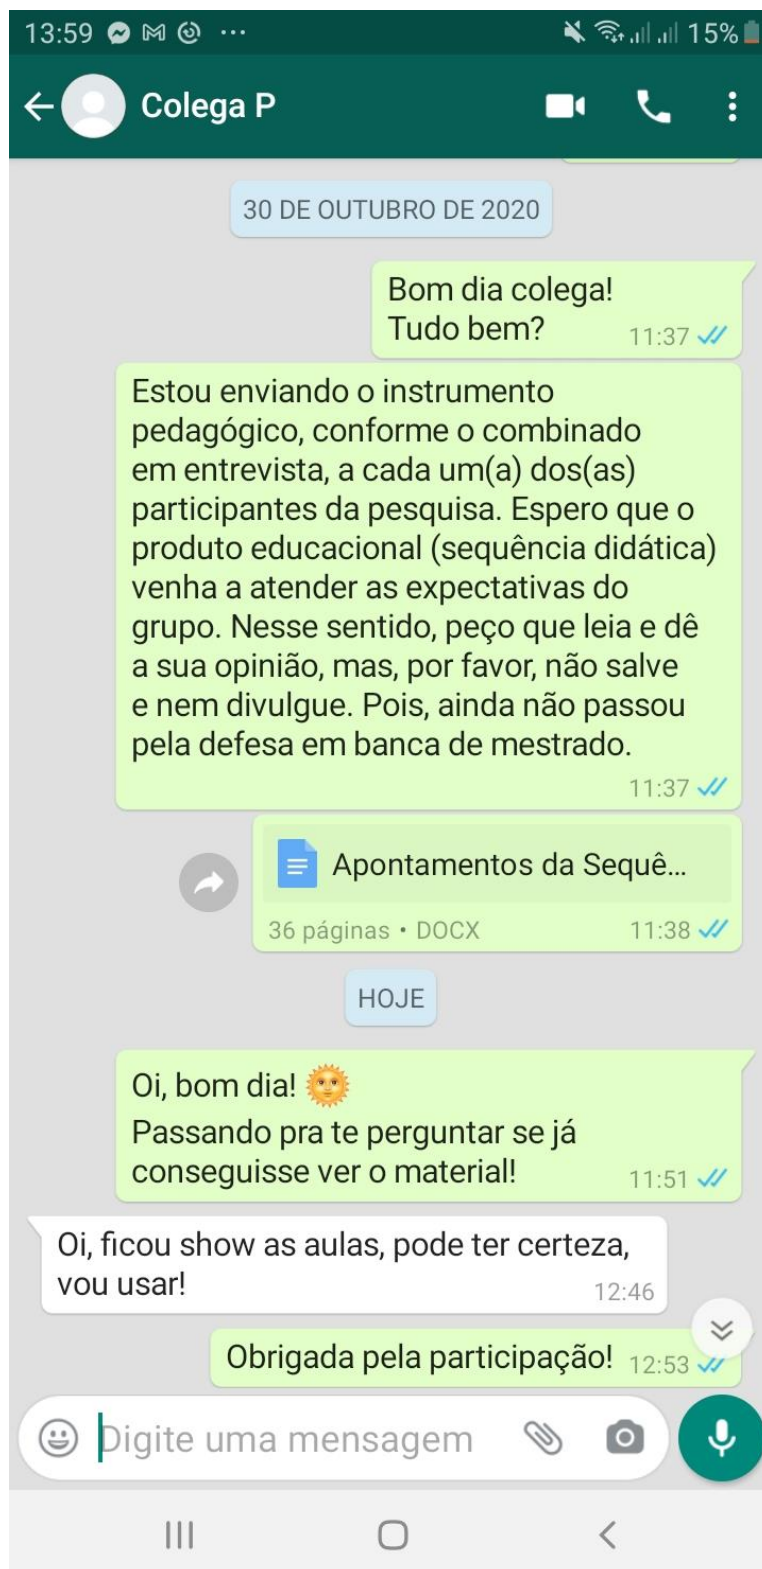 13:59 ... 15%
Colega P
30 DE OUTUBRO DE 2020
Bom dia colega!
Tudo bem? 11:37
Estou enviando o instrumento
pedagógico, conforme o combinado
em entrevista, a cada um(a) dos(as)
participantes da pesquisa. Espero que o
produto educacional (sequência didática)
venha a atender as expectativas do
grupo. Nesse sentido, peço que leia e dê
a sua opinião, mas, por favor, não salve
e nem divulgue. Pois, ainda não passou
pela defesa em banca de mestrado.
11:37
Apontamentos da Sequê...
36 páginas • DOCX 11:38
HOJE
Oi, bom dia! 🌞
Passando pra te perguntar se já
conseguisse ver o material! 11:51
Oi, ficou show as aulas, pode ter certeza,
vou usar! 12:46
Obrigada pela participação! 12:53
Digite uma mensagem